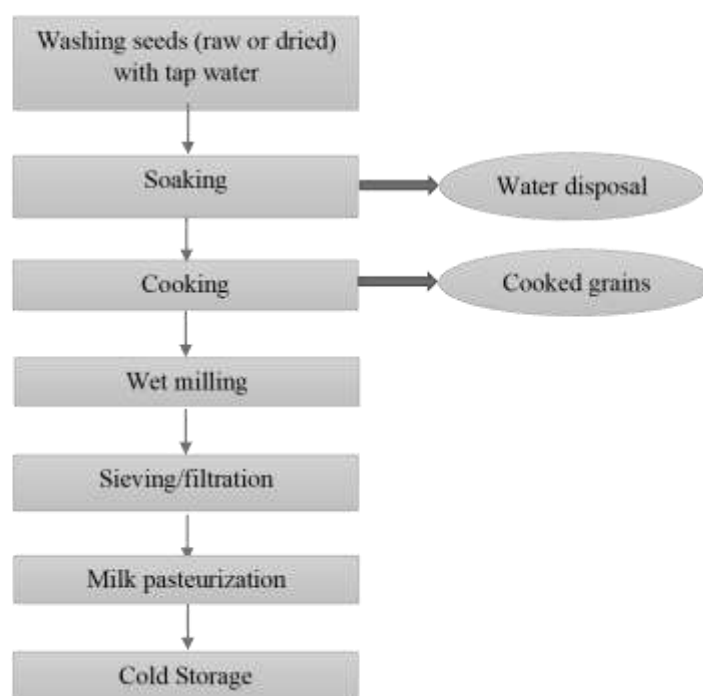 Washing seeds (raw or dried)
with tap water
Soaking
Water disposal
Cooking
Cooked grains
Wet milling
Sieving/filtration
Milk pasteurization
Cold Storage